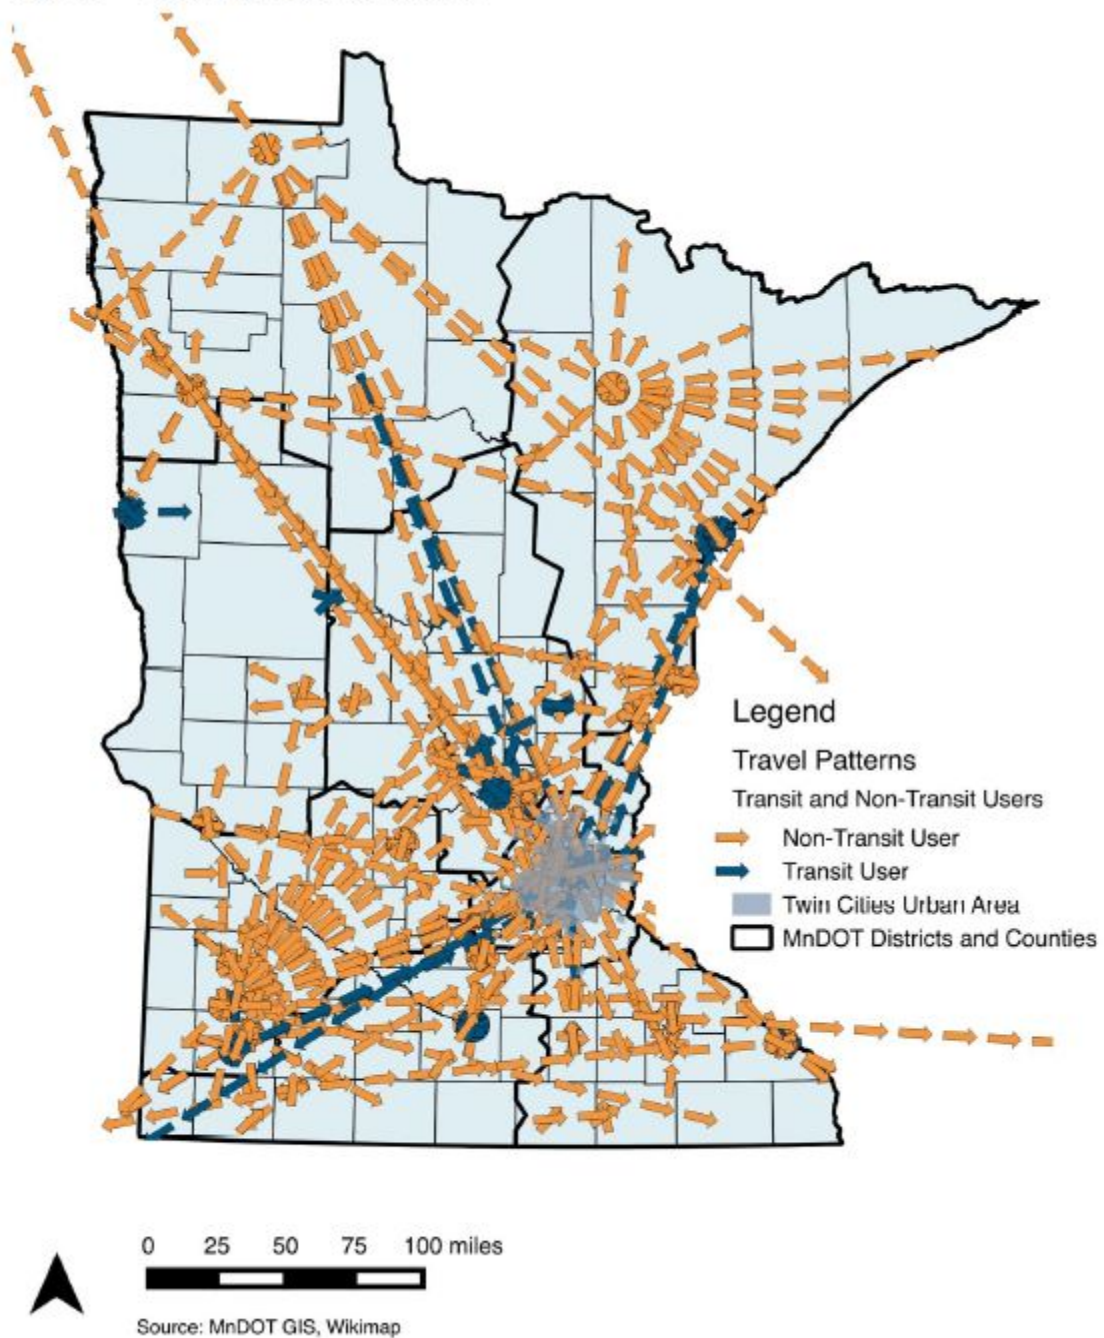 Legend
Travel Patterns
Transit and Non-Transit Users
Non-Transit User
Transit User
Twin Cities Urban Area
MnDOT Districts and Counties
0 25 50 75 100 miles
Source: MnDOT GIS, Wikimap